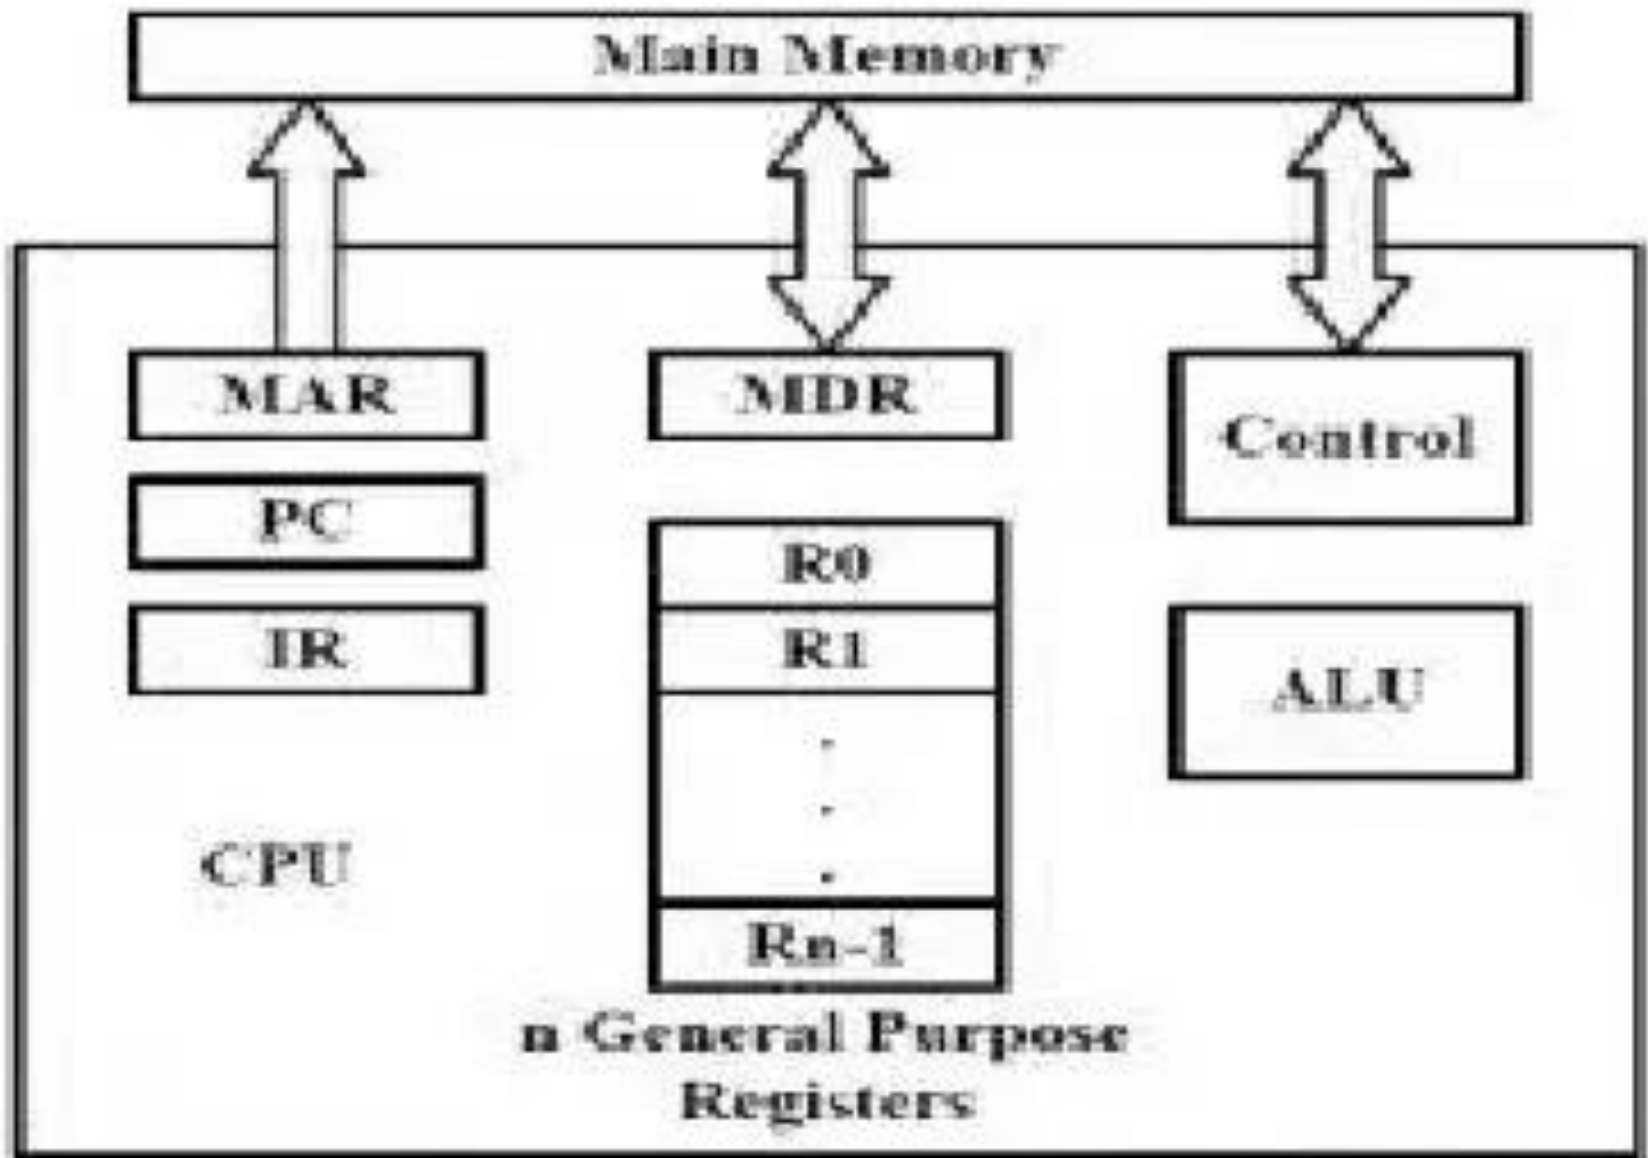 Main Memory
MAR
MDR
Control
PC
IR
R0
R1
.
.
.
Rn-1
ALU
CPU
n General Purpose
Registers